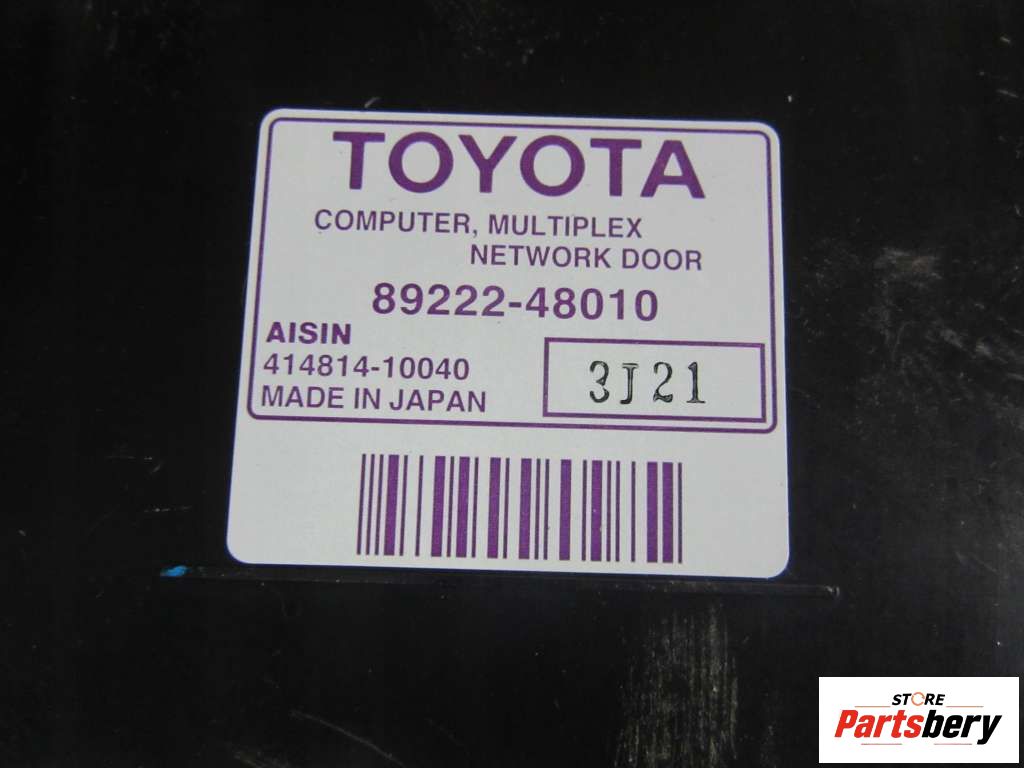 TOYOTA
COMPUTER, MULTIPLEX
NETWORK DOOR
89222-48010
AISIN
414814-10040
MADE IN JAPAN
3J21
STORE
Partsbery